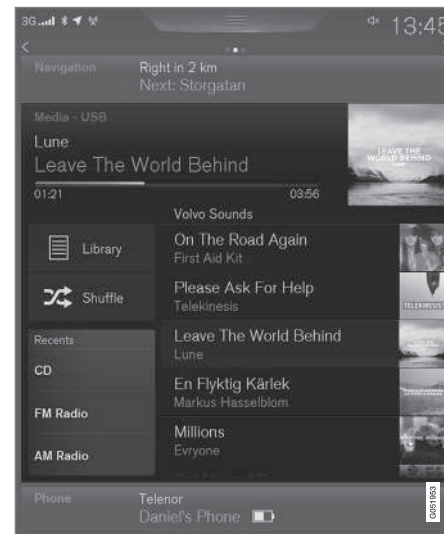 3G
13:45
Navigation
Right in 2 km
Next: Storgatan
Media - USB
Lune
Leave The World Behind
LEAVE THE
WORLD BEHIND
01:21
03:56
Volvo Sounds
Library
Shuffle
On The Road Again
First Aid Kit
Please Ask For Help
Telekinesis
TELEKINESIS
Leave The World Behind
Lune
En Flyktig Kärlek
Markus Hasselblom
Millions
Evryone
Recents
CD
FM Radio
AM Radio
Phone
Telenor
Daniel's Phone
G051953